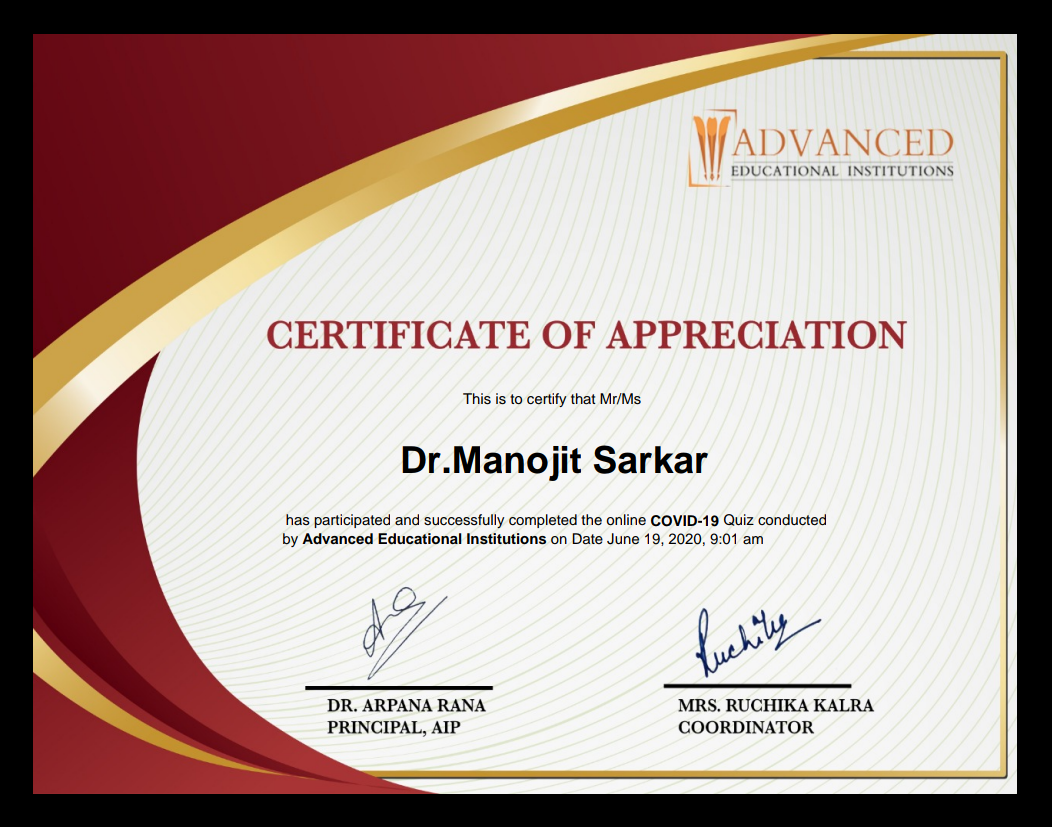 ADVANCED
EDUCATIONAL INSTITUTIONS
CERTIFICATE OF APPRECIATION
This is to certify that Mr/Ms
Dr.Manojit Sarkar
has participated and successfully completed the online COVID-19 Quiz conducted
by Advanced Educational Institutions on Date June 19, 2020, 9:01 am
Ruchika
DR. ARPANA RANA
PRINCIPAL, AIP
MRS. RUCHIKA KALRA
COORDINATOR